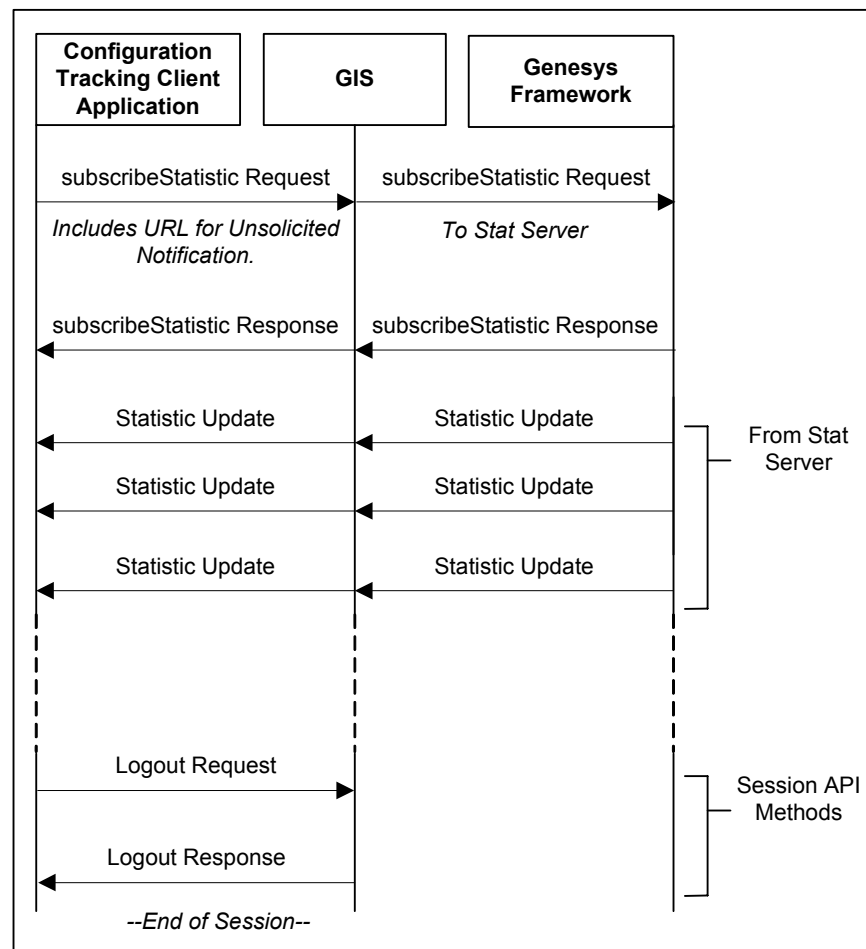 Configuration
Tracking Client
Application
GIS
Genesys
Framework
subscribeStatistic Request
subscribeStatistic Request
Includes URL for Unsolicited
Notification.
To Stat Server
subscribeStatistic Response
subscribeStatistic Response
Statistic Update
Statistic Update
From Stat
Server
Statistic Update
Statistic Update
Statistic Update
Statistic Update
Logout Request
Session API
Methods
Logout Response
--End of Session--